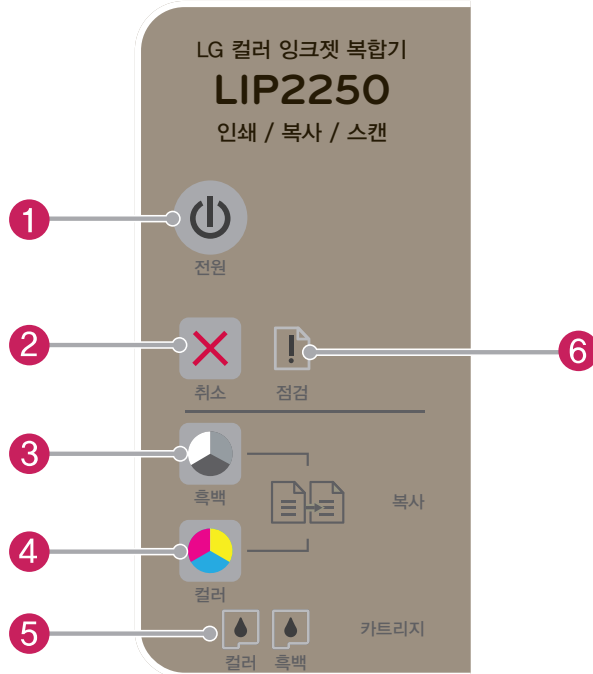 LG 컬러 잉크젯 복합기
LIP2250
인쇄 / 복사 / 스캔
1
전원
2
6
취소 점검
3
흑백
복사
4
컬러
5
카트리지
컬러 흑백